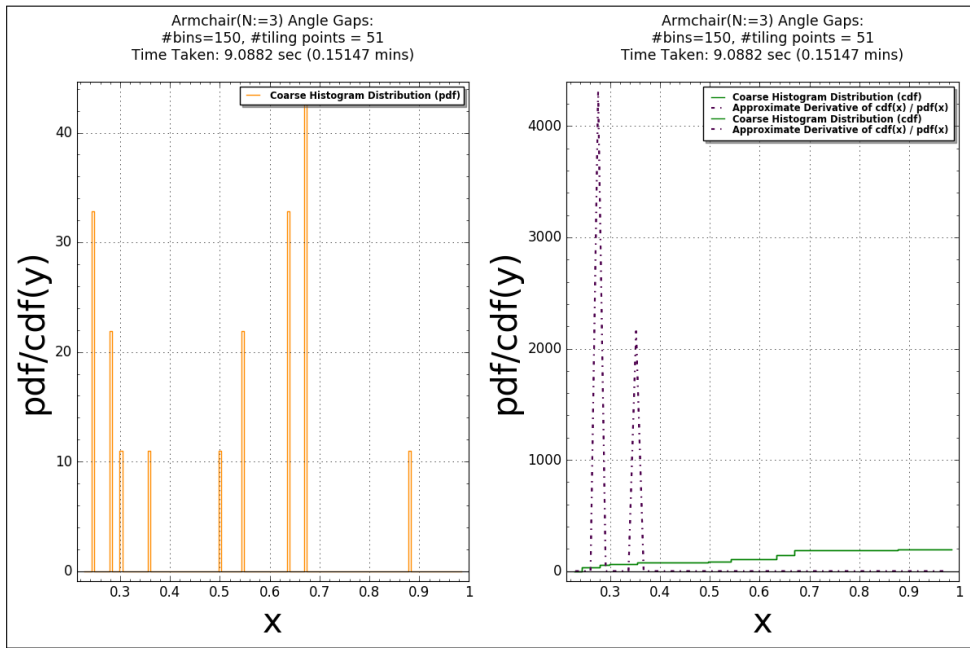 Armchair(N:=3) Angle Gaps:
#bins=150, #tiling points = 51
Time Taken: 9.0882 sec (0.15147 mins)
Coarse Histogram Distribution (pdf)
pdf/cdf(y)
40
30
20
10
0
0.3 0.4 0.5 0.6 0.7 0.8 0.9 1
x
Armchair(N:=3) Angle Gaps:
#bins=150, #tiling points = 51
Time Taken: 9.0882 sec (0.15147 mins)
Coarse Histogram Distribution (cdf)
Approximate Derivative of cdf(x) / pdf(x)
Coarse Histogram Distribution (cdf)
Approximate Derivative of cdf(x) / pdf(x)
pdf/cdf(y)
4000
3000
2000
1000
0
0.3 0.4 0.5 0.6 0.7 0.8 0.9 1
x